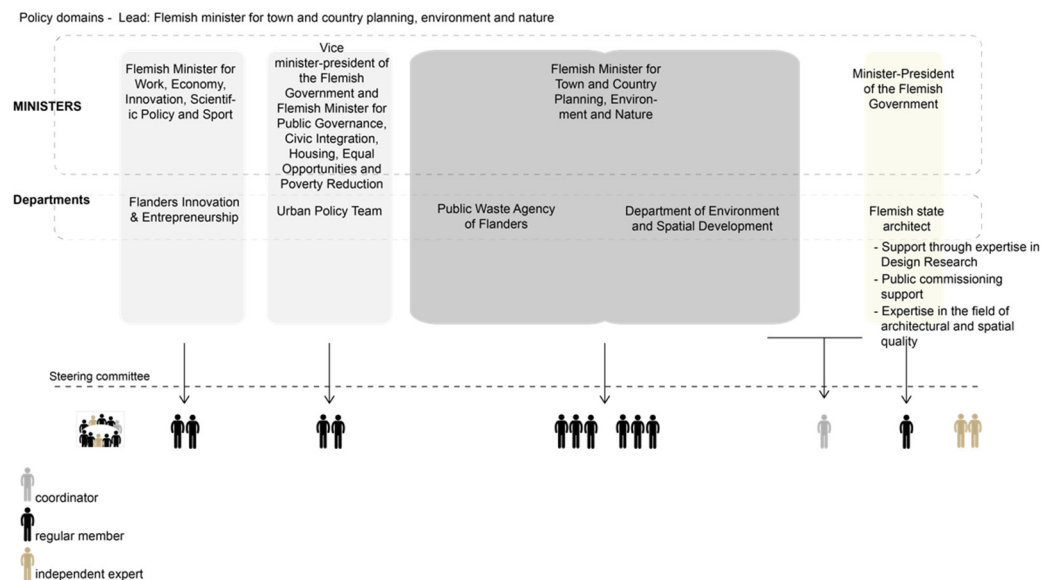 Policy domains - Lead: Flemish minister for town and country planning, environment and nature
MINISTERS
Flemish Minister for
Work, Economy,
Innovation, Scientif-
ic Policy and Sport
Vice
minister-president of
the Flemish
Government and
Flemish Minister for
Public Governance,
Civic Integration,
Housing, Equal
Opportunities and
Poverty Reduction
Flemish Minister for
Town and Country
Planning, Environ-
ment and Nature
Minister-President
of the Flemish
Government
Departments
Flanders Innovation
& Entrepreneurship
Urban Policy Team
Public Waste Agency
of Flanders
Department of Environment
and Spatial Development
Flemish state
architect
- Support through expertise in
Design Research
- Public commissioning
support
- Expertise in the field of
architectural and spatial
quality
Steering committee
coordinator
regular member
independent expert